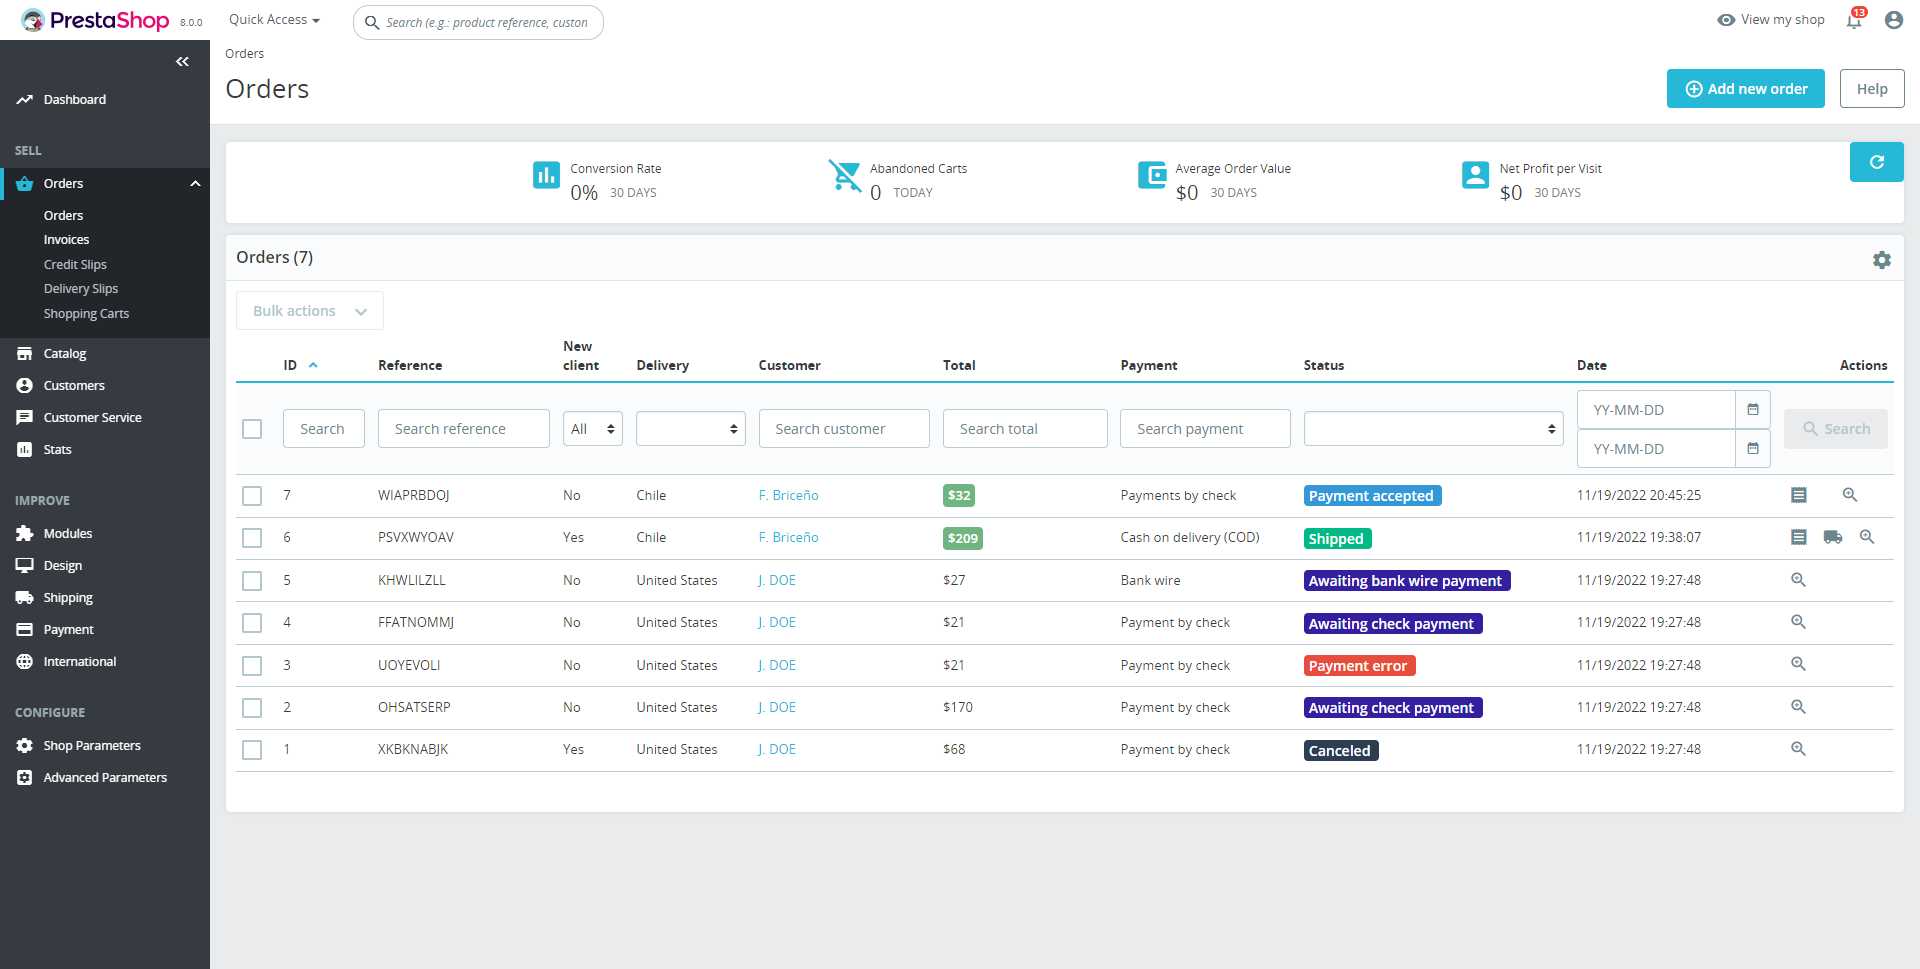 PrestaShop 8.0.0
Quick Access
Search (e.g.: product reference, custon
View my shop
13
Orders
Orders
Add new order
Help
Dashboard
SELL
Orders
Orders
Invoices
Credit Slips
Delivery Slips
Shopping Carts
Catalog
Customers
Customer Service
Stats
IMPROVE
Modules
Design
Shipping
Payment
International
CONFIGURE
Shop Parameters
Advanced Parameters
Conversion Rate
0% 30 DAYS
Abandoned Carts
0 TODAY
Average Order Value
$0 30 DAYS
Net Profit per Visit
$0 30 DAYS
Orders (7)
Bulk actions
ID Reference New client Delivery Customer Total Payment Status Date Actions
Search Search reference All Search customer Search total Search payment YY-MM-DD Search
YY-MM-DD
7 WIAPRBDOJ No Chile F. Briceño $32 Payments by check Payment accepted 11/19/2022 20:45:25
6 PSVXWYOAV Yes Chile F. Briceño $209 Cash on delivery (COD) Shipped 11/19/2022 19:38:07
5 KHWLILZLL No United States J. DOE $27 Bank wire Awaiting bank wire payment 11/19/2022 19:27:48
4 FFATNOMMJ No United States J. DOE $21 Payment by check Awaiting check payment 11/19/2022 19:27:48
3 UOYEVOLI No United States J. DOE $21 Payment by check Payment error 11/19/2022 19:27:48
2 OHSATSERP No United States J. DOE $170 Payment by check Awaiting check payment 11/19/2022 19:27:48
1 XKBKNABJK Yes United States J. DOE $68 Payment by check Canceled 11/19/2022 19:27:48